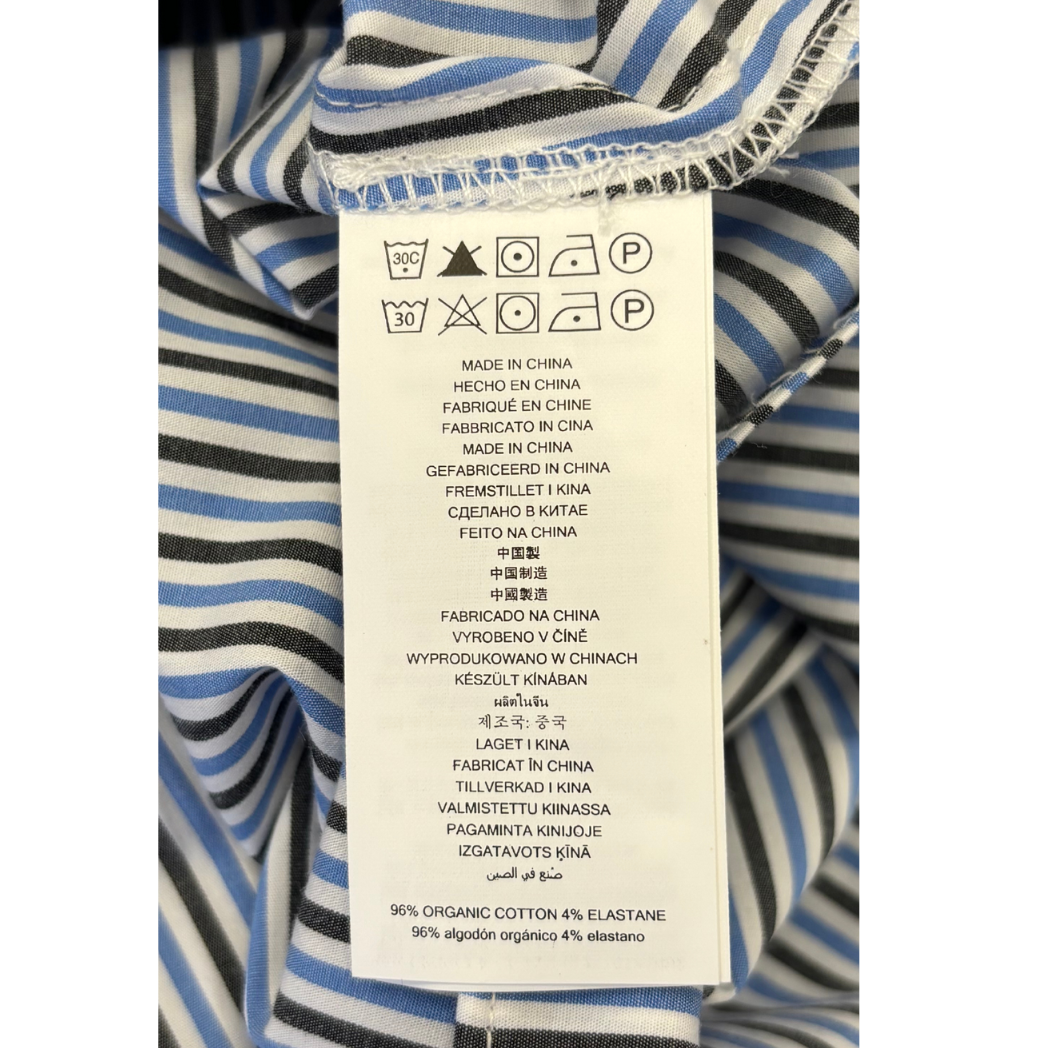 30C P
30 P
MADE IN CHINA
HECHO EN CHINA
FABRIQUÉ EN CHINE
FABBRICATO IN CINA
MADE IN CHINA
GEFABRICEERD IN CHINA
FREMSTILLET I KINA
СДЕЛАНО В КИТАЕ
FEITO NA CHINA
中国製
中国制造
中國製造
FABRICADO NA CHINA
VYROBENO V ČÍNĚ
WYPRODUKOWANO W CHINACH
KÉSZÜLT KÍNÁBAN
ผลิตในจีน
제조국: 중국
LAGET I KINA
FABRICAT ÎN CHINA
TILLVERKAD I KINA
VALMISTETTU KIINASSA
PAGAMINTA KINIJOJE
IZGATAVOTS ĶĪNĀ
صنع في الصين
96% ORGANIC COTTON 4% ELASTANE
96% algodón orgánico 4% elastano